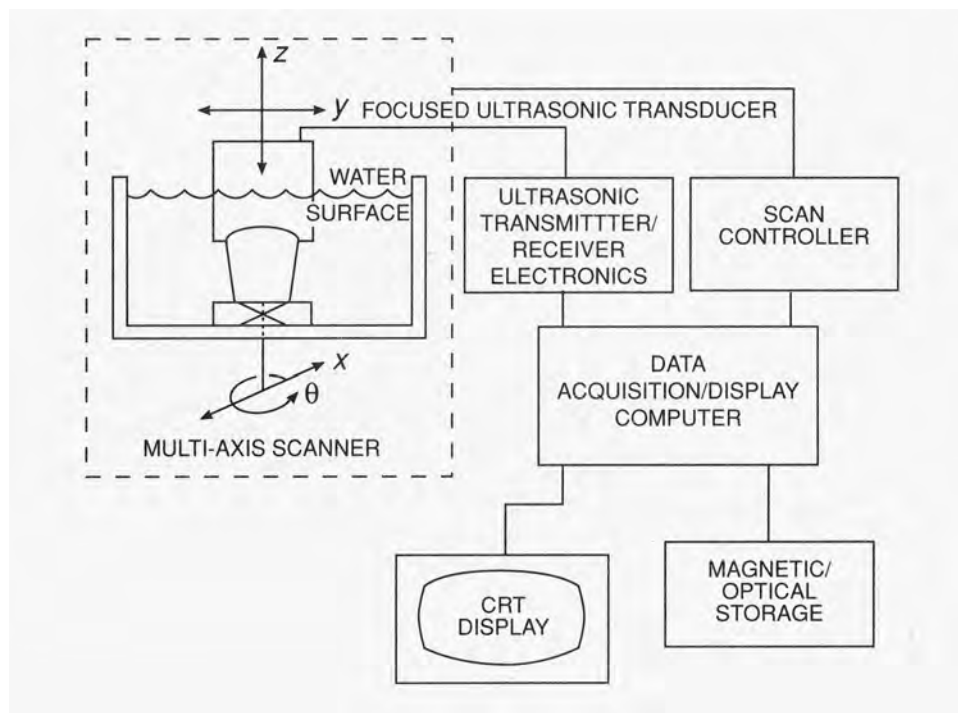 z
y
FOCUSED ULTRASONIC TRANSDUCER
WATER
SURFACE
ULTRASONIC
TRANSMITTTER/
RECEIVER
ELECTRONICS
SCAN
CONTROLLER
x
θ
MULTI-AXIS SCANNER
DATA
ACQUISITION/DISPLAY
COMPUTER
CRT
DISPLAY
MAGNETIC/
OPTICAL
STORAGE